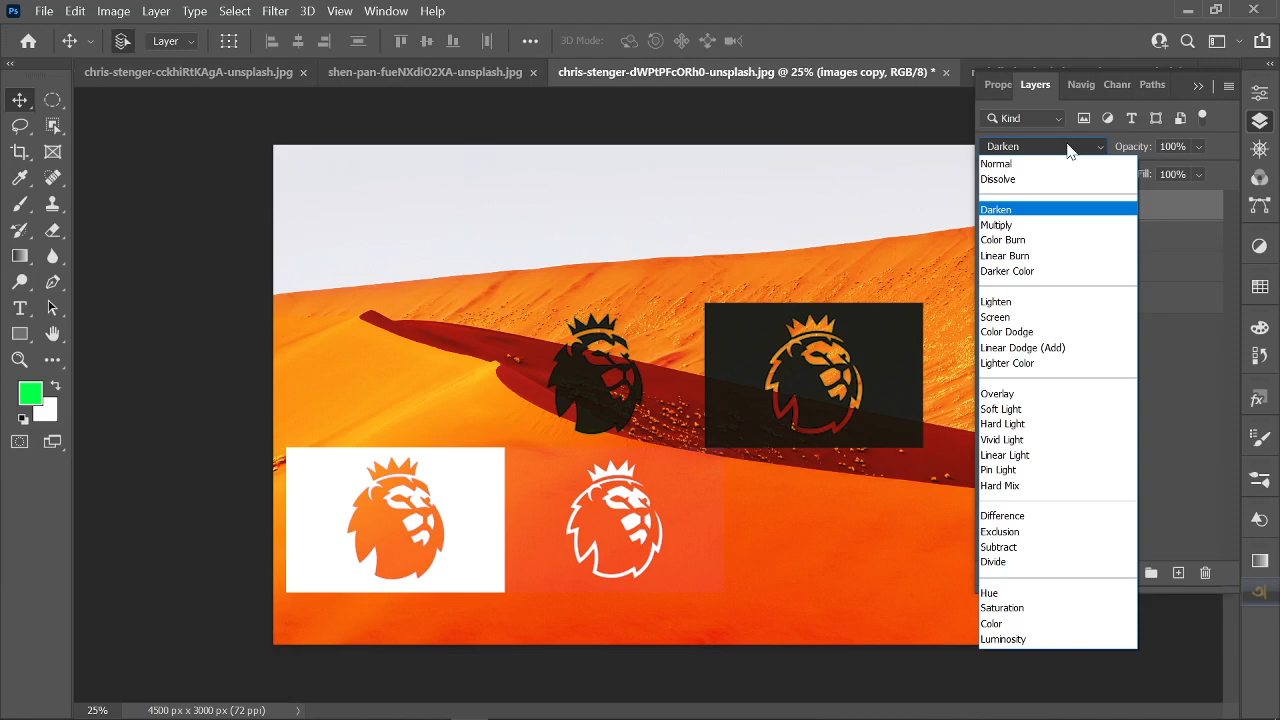 Ps File Edit Image Layer Type Select Filter 3D View Window Help
Layer 3D Mode:
chris-stenger-cckhiRtKAgA-unsplash.jpg × shen-pan-fueNXdiO2XA-unsplash.jpg × chris-stenger-dWPtPFcORh0-unsplash.jpg @ 25% (images copy, RGB/8) * ×
Prope Layers Navig Chanr Paths
Kind
Darken Opacity: 100%
Fill: 100%
Normal
Dissolve
Darken
Multiply
Color Burn
Linear Burn
Darker Color
Lighten
Screen
Color Dodge
Linear Dodge (Add)
Lighter Color
Overlay
Soft Light
Hard Light
Vivid Light
Linear Light
Pin Light
Hard Mix
Difference
Exclusion
Subtract
Divide
Hue
Saturation
Color
Luminosity
25% 4500 px x 3000 px (72 ppi)